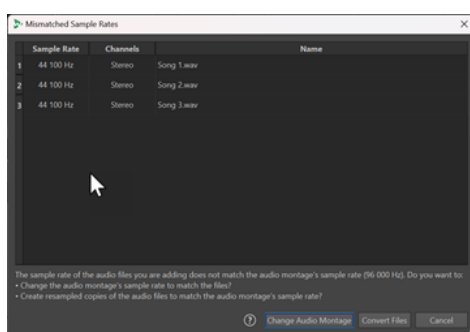 Mismatched Sample Rates
Sample Rate Channels Name
1 44 100 Hz Stereo Song 1.wav
2 44 100 Hz Stereo Song 2.wav
3 44 100 Hz Stereo Song 3.wav
The sample rate of the audio files you are adding does not match the audio montage's sample rate (96 000 Hz). Do you want to:
• Change the audio montage's sample rate to match the files?
• Create resampled copies of the audio files to match the audio montage's sample rate?
? Change Audio Montage Convert Files Cancel